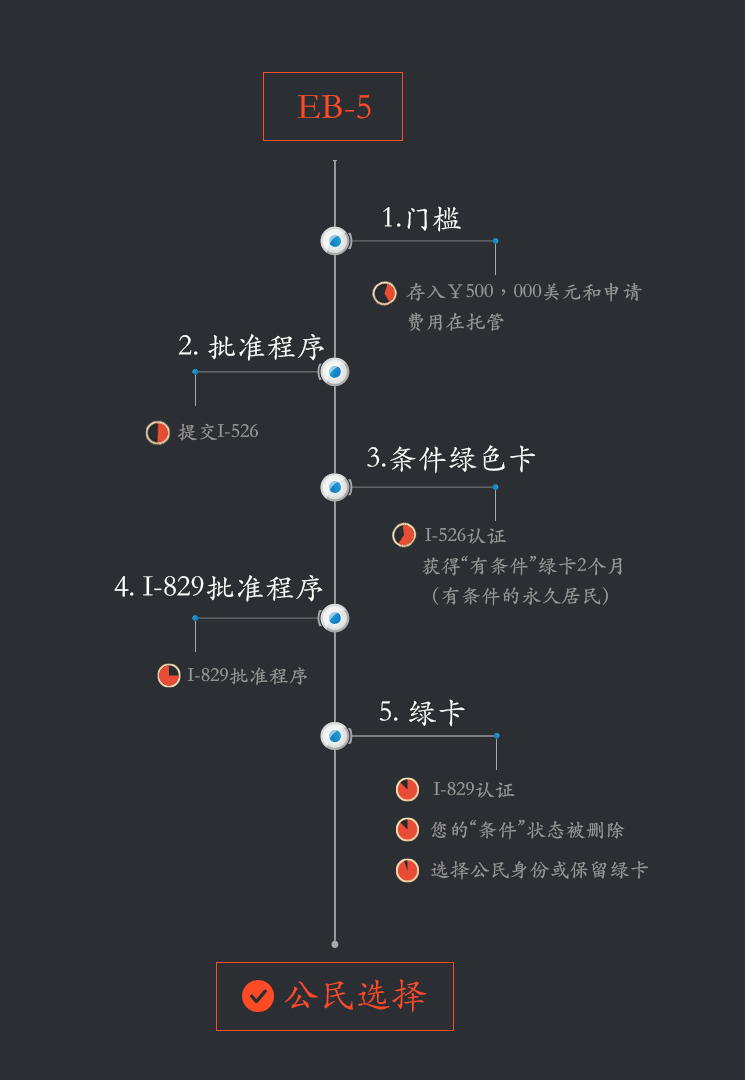 EB-5
1.门槛
存入￥500，000美元和申请
费用在托管
2. 批准程序
提交I-526
3.条件绿色卡
I-526认证
获得“有条件”绿卡2个月
（有条件的永久居民）
4. I-829批准程序
I-829批准程序
5. 绿卡
I-829认证
您的“条件”状态被删除
选择公民身份或保留绿卡
公民选择